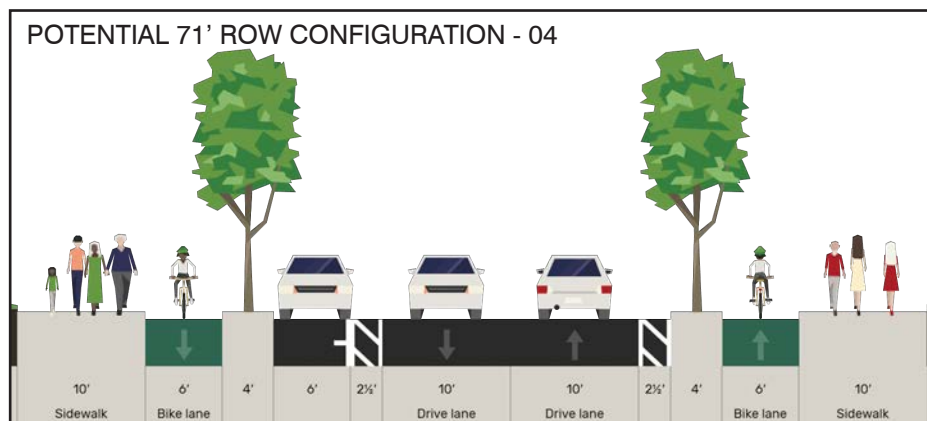 POTENTIAL 71' ROW CONFIGURATION - 04
10' 6' 4' 6' 2½' 10' 10' 2½' 4' 6' 10'
Sidewalk Bike lane Drive lane Drive lane Bike lane Sidewalk